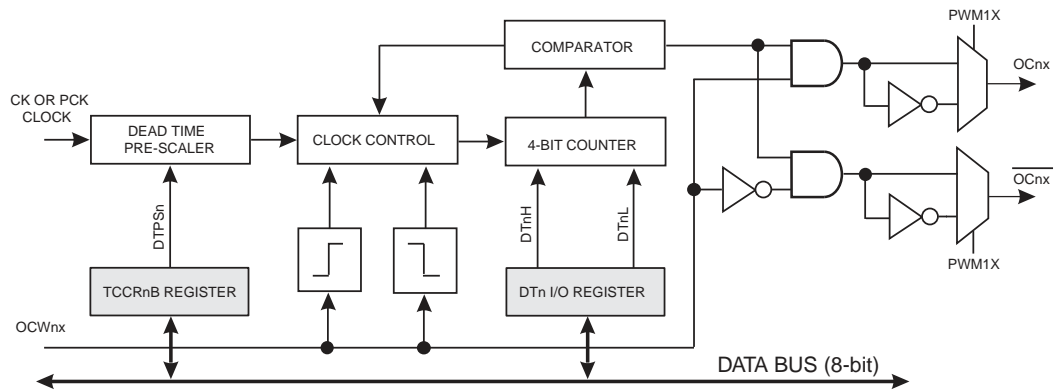 PWM1X
COMPARATOR
OCnx
CK OR PCK
CLOCK
DEAD TIME
PRE-SCALER
CLOCK CONTROL
4-BIT COUNTER
OCnx
DTPSn
DTnH
DTnL
TCCRnB REGISTER
DTn I/O REGISTER
PWM1X
OCWnx
DATA BUS (8-bit)